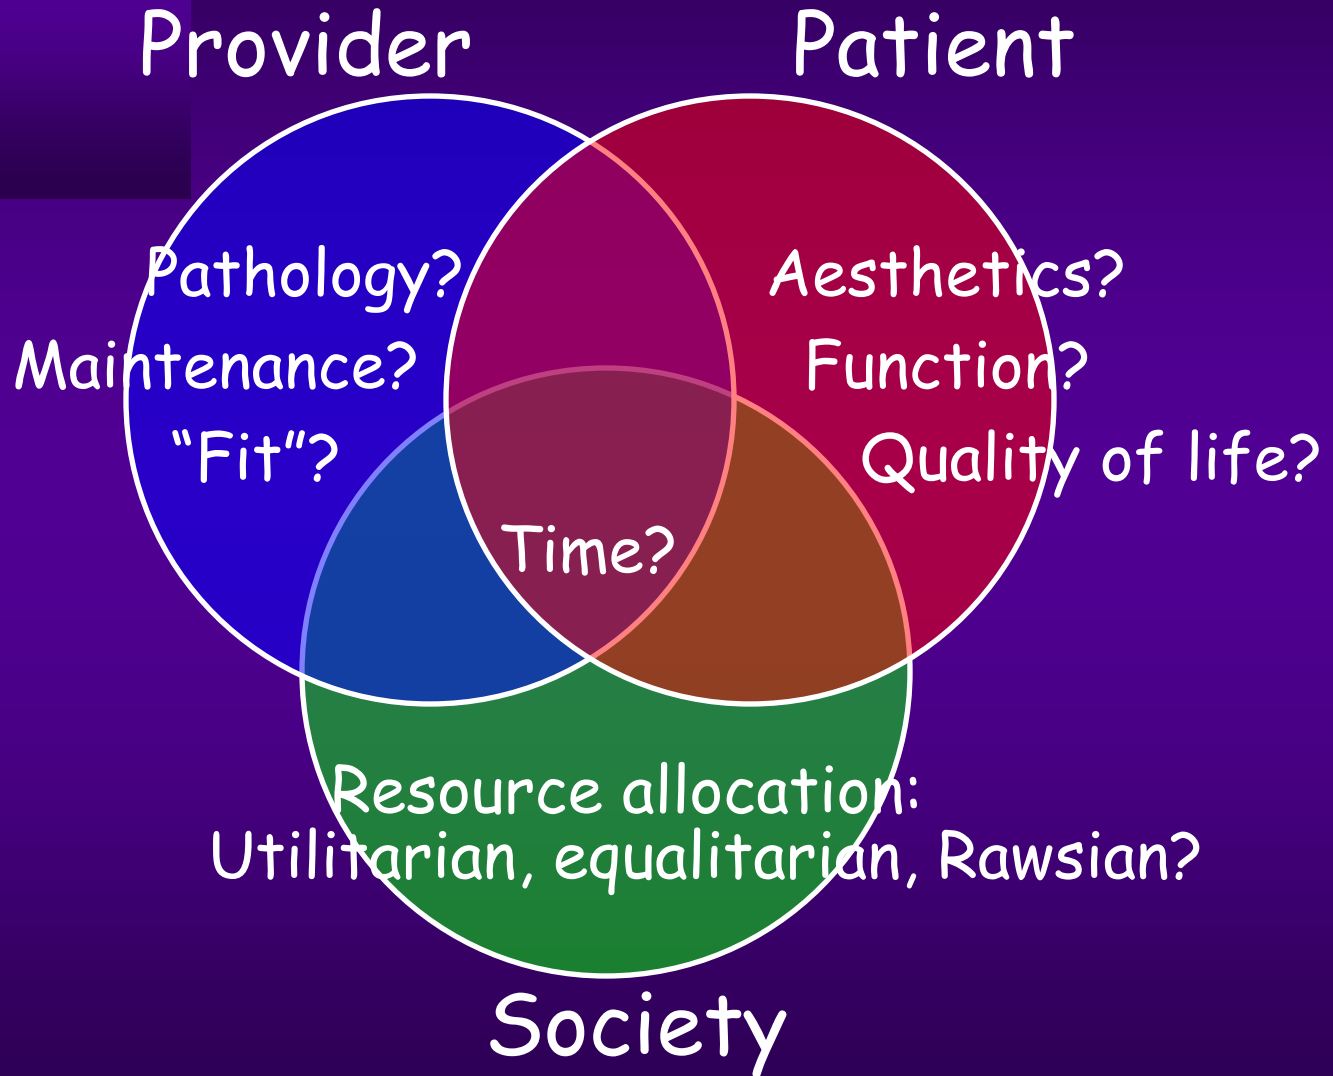 Provider
Patient
Pathology?
Aesthetics?
Maintenance?
Function?
“Fit”?
Quality of life?
Time?
Resource allocation:
Utilitarian, equalitarian, Rawsian?
Society